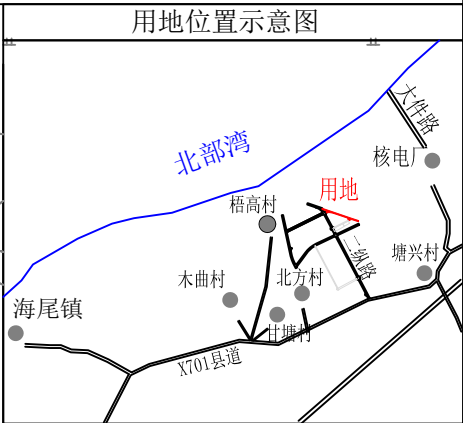 用地位置示意图
大件路
北部湾
核电厂
用地
梧高村
二纵路
塘兴村
木曲村
北方村
海尾镇
甘塘村
X701县道